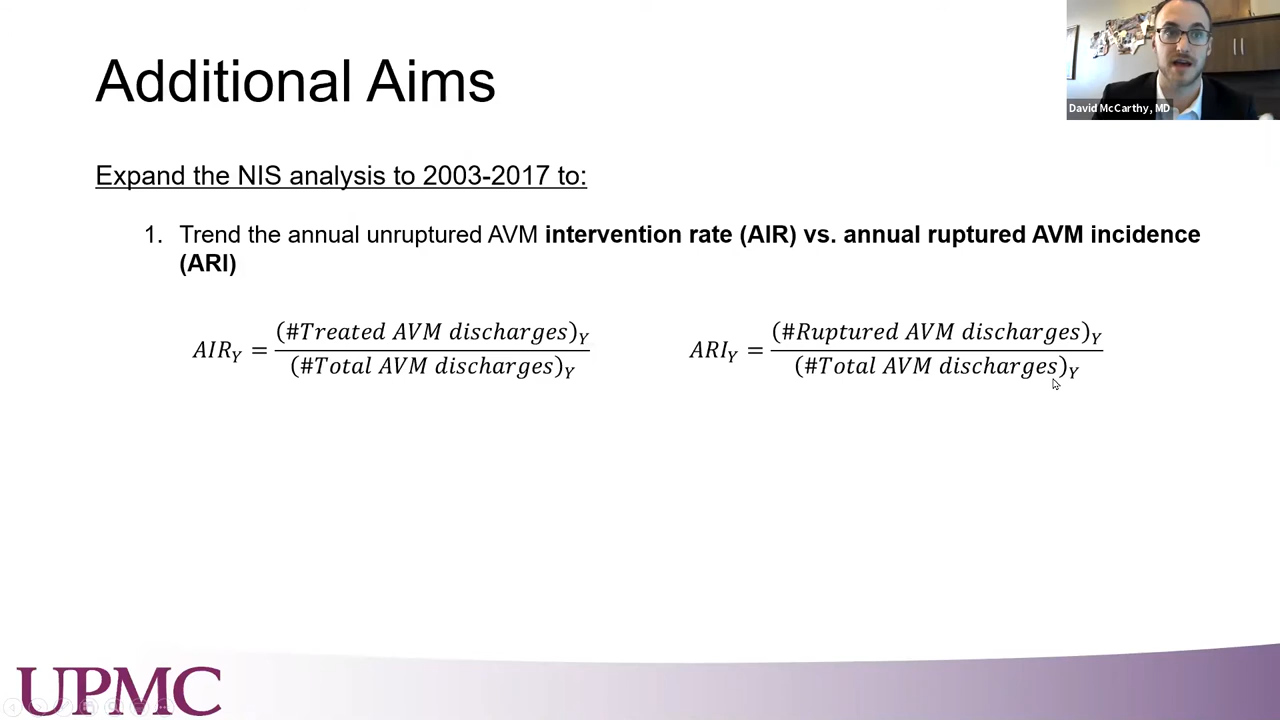 Additional Aims
David McCarthy, MD
Expand the NIS analysis to 2003-2017 to:
1. Trend the annual unruptured AVM intervention rate (AIR) vs. annual ruptured AVM incidence
(ARI)
AIR_Y = (#Treated AVM discharges)_Y / (#Total AVM discharges)_Y
ARI_Y = (#Ruptured AVM discharges)_Y / (#Total AVM discharges)_Y
UPMC